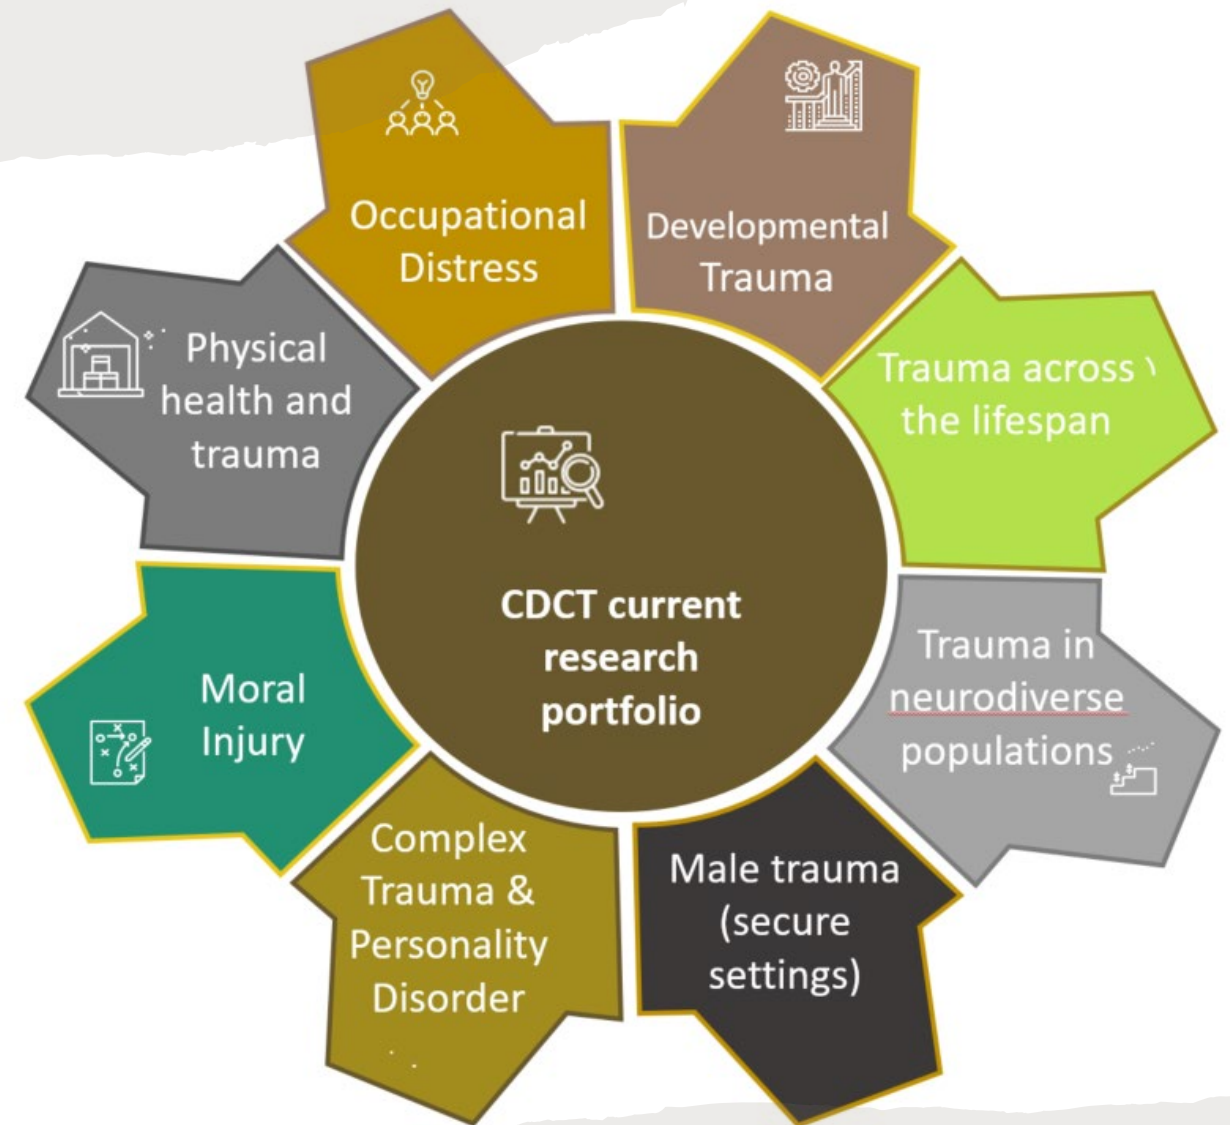 Occupational
Distress
Developmental
Trauma
Trauma across
the lifespan
Trauma in
neurodiverse
populations
Male trauma
(secure
settings)
Complex
Trauma &
Personality
Disorder
Moral
Injury
Physical
health and
trauma
CDCT current
research
portfolio